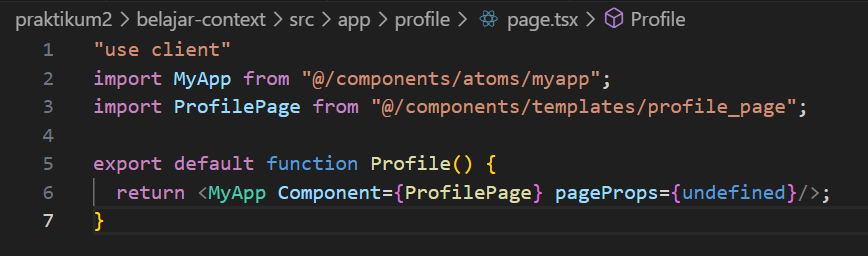 praktikum2 > belajar-context > src > app > profile > page.tsx > Profile
1 "use client"
2 import MyApp from "@/components/atoms/myapp";
3 import ProfilePage from "@/components/templates/profile_page";
4
5 export default function Profile() {
6 return <MyApp Component={ProfilePage} pageProps={undefined}/>;
7 }